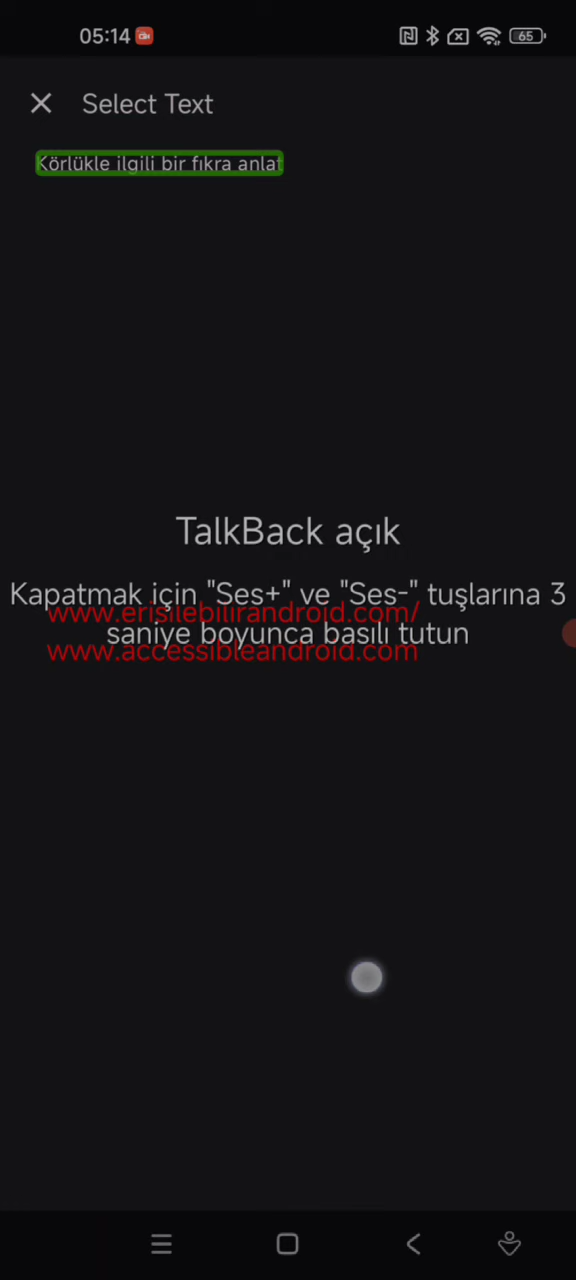 05:14
65
Select Text
Körlükle ilgili bir fıkra anlat
TalkBack açık
Kapatmak için "Ses+" ve "Ses-" tuşlarına 3
www.erisilebilirandroid.com/
saniye boyunca basılı tutun
www.accessibleandroid.com